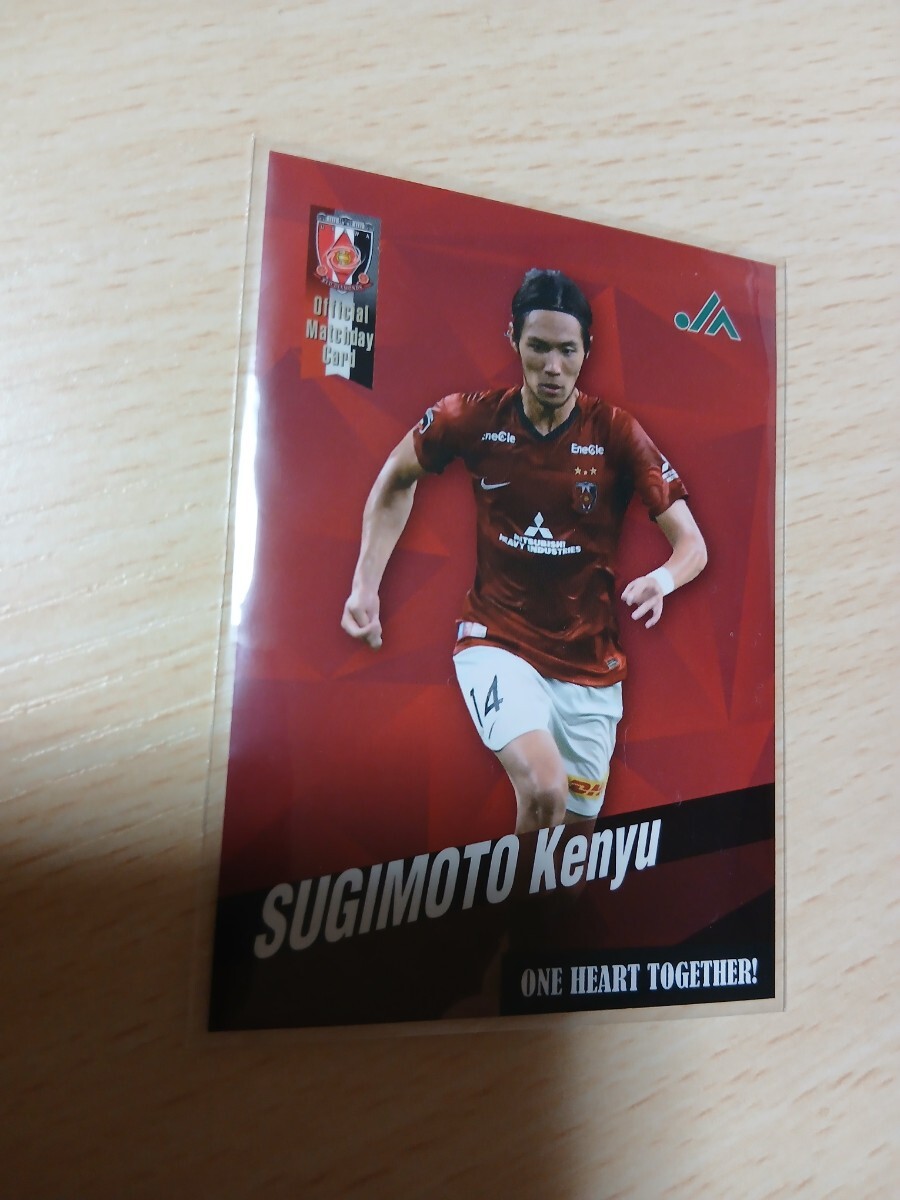 Official
Matchday
Card
EneCle
EneCle
MITSUBISHI
HEAVY INDUSTRIES
14
SUGIMOTO Kenyu
ONE HEART TOGETHER!